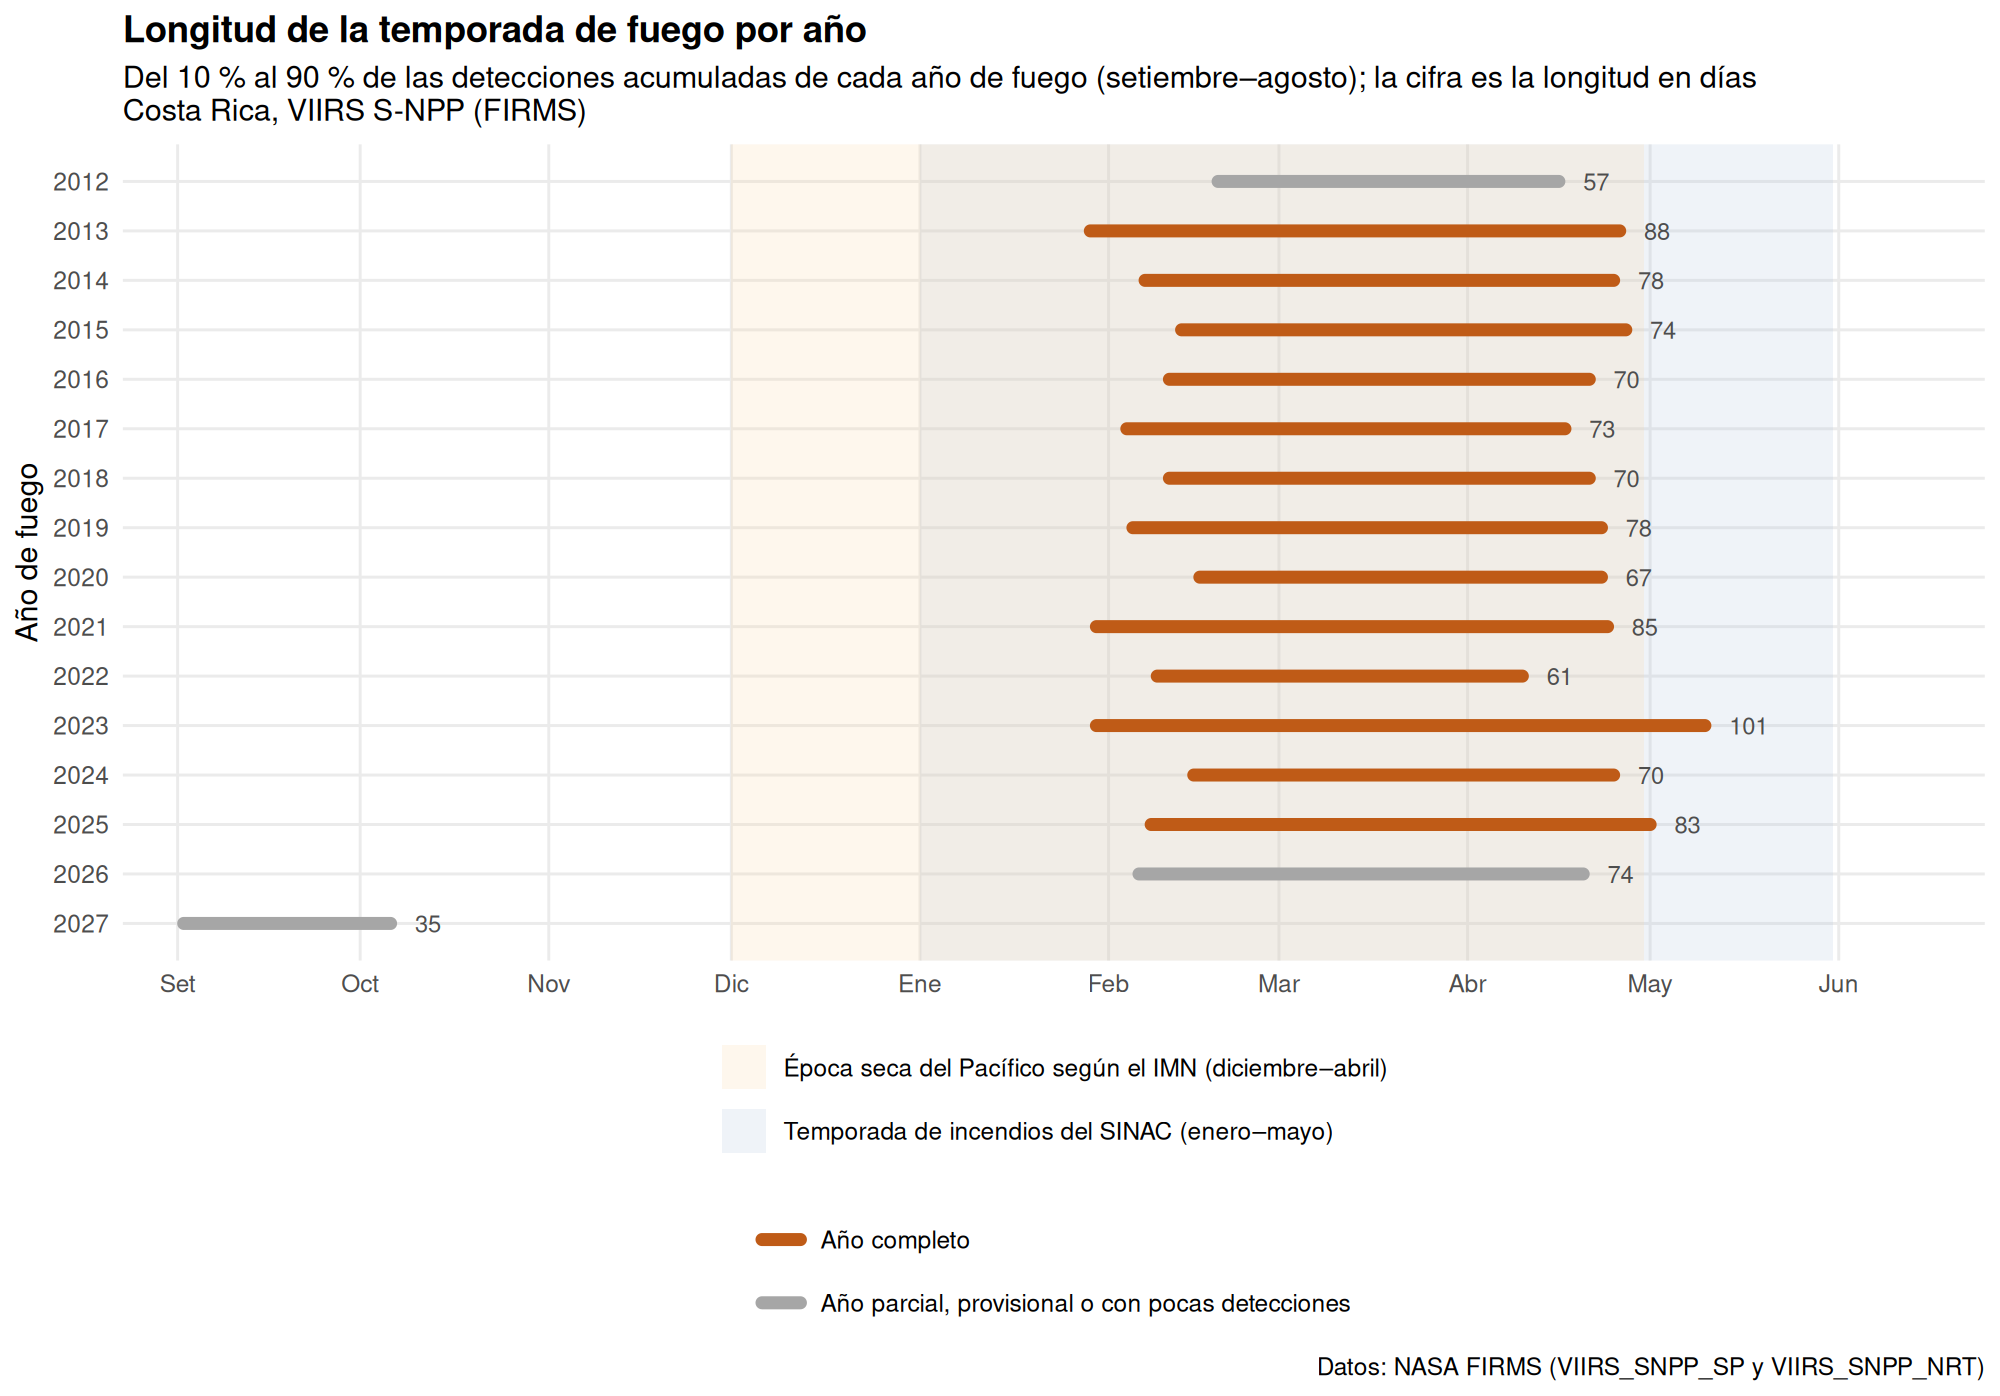 Longitud de la temporada de fuego por año
Del 10 % al 90 % de las detecciones acumuladas de cada año de fuego (setiembre–agosto); la cifra es la longitud en días
Costa Rica, VIIRS S-NPP (FIRMS)
Año de fuego
2012 57
2013 88
2014 78
2015 74
2016 70
2017 73
2018 70
2019 78
2020 67
2021 85
2022 61
2023 101
2024 70
2025 83
2026 74
2027 35
Set Oct Nov Dic Ene Feb Mar Abr May Jun
Época seca del Pacífico según el IMN (diciembre–abril)
Temporada de incendios del SINAC (enero–mayo)
Año completo
Año parcial, provisional o con pocas detecciones
Datos: NASA FIRMS (VIIRS_SNPP_SP y VIIRS_SNPP_NRT)